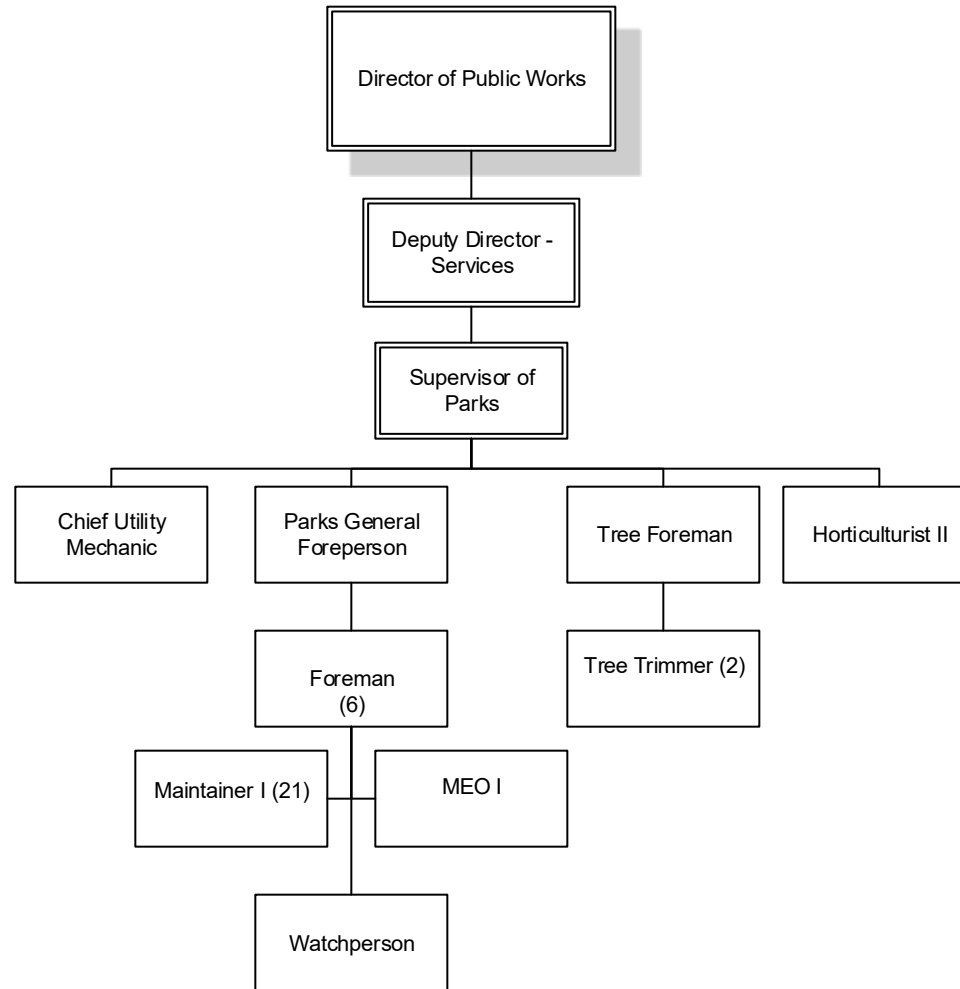 Director of Public Works
Deputy Director -
Services
Supervisor of
Parks
Chief Utility
Mechanic
Parks General
Foreperson
Tree Foreman
Horticulturist II
Foreman
(6)
Tree Trimmer (2)
Maintainer I (21)
MEO I
Watchperson